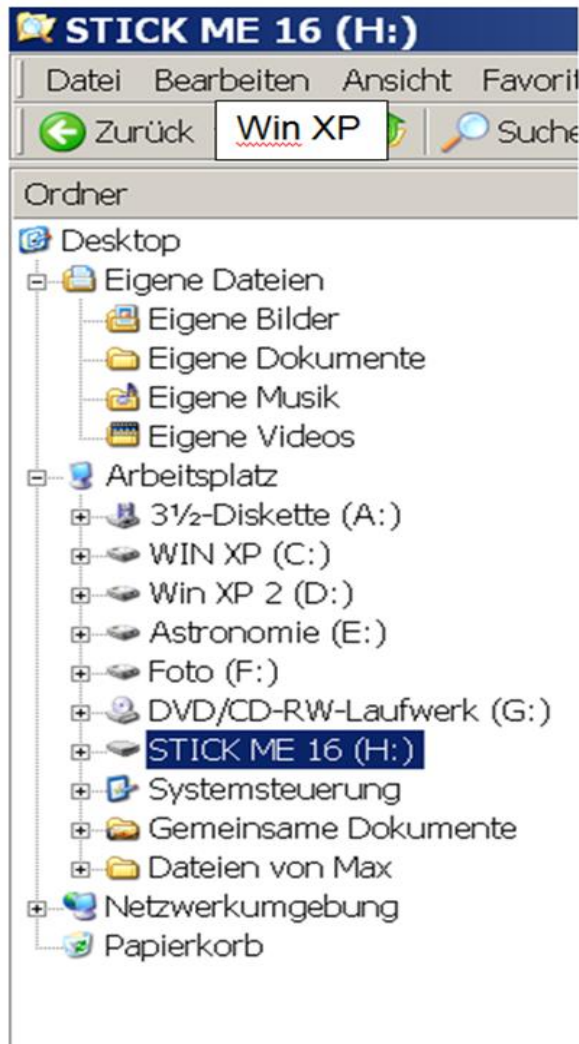 STICK ME 16 (H:)
Datei Bearbeiten Ansicht Favorit
Zurück Win XP Suche
Ordner
Desktop
Eigene Dateien
Eigene Bilder
Eigene Dokumente
Eigene Musik
Eigene Videos
Arbeitsplatz
3½-Diskette (A:)
WIN XP (C:)
Win XP 2 (D:)
Astronomie (E:)
Foto (F:)
DVD/CD-RW-Laufwerk (G:)
STICK ME 16 (H:)
Systemsteuerung
Gemeinsame Dokumente
Dateien von Max
Netzwerkumgebung
Papierkorb